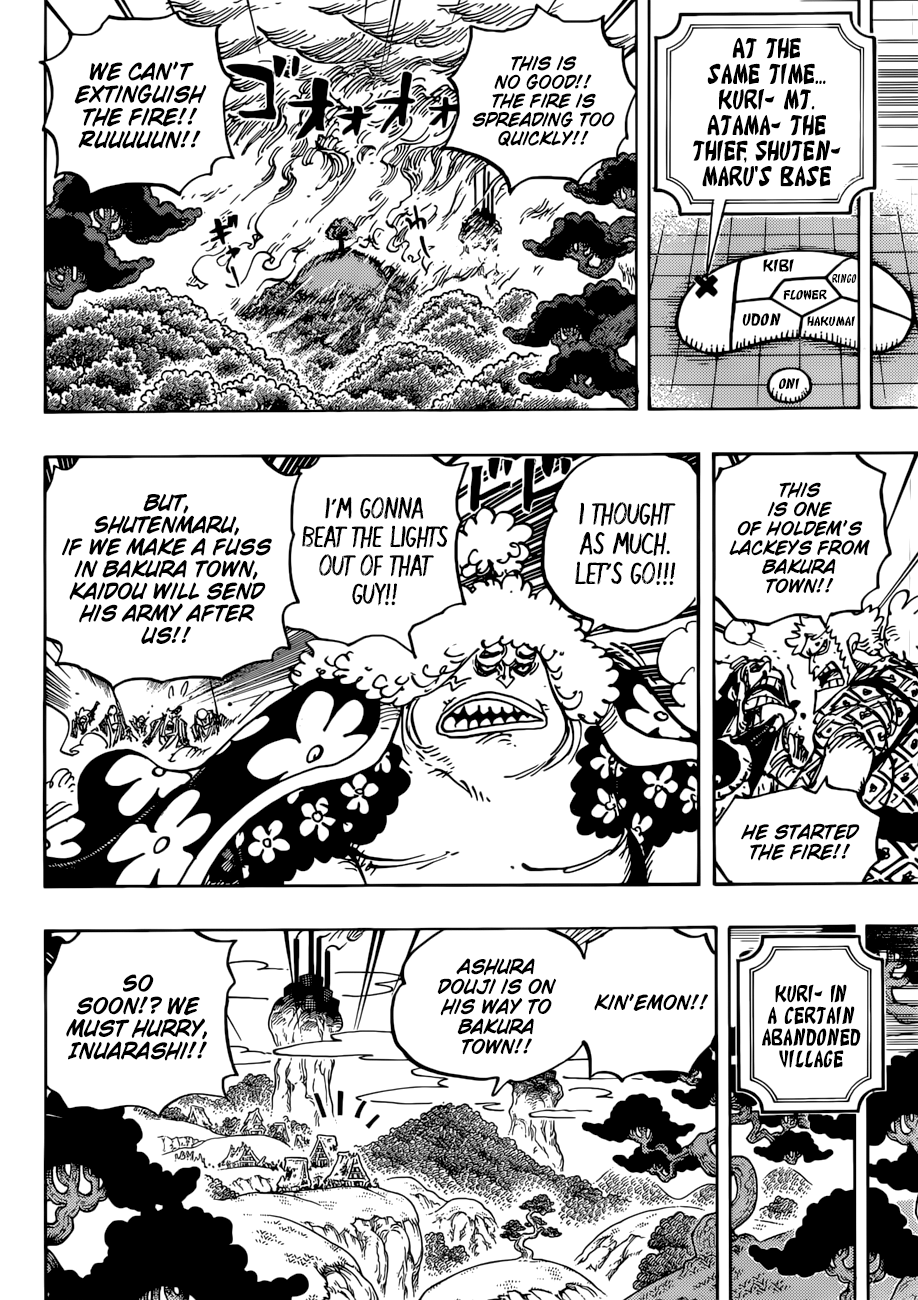 AT THE
SAME TIME...
KURI- MT.
ATAMA- THE
THIEF, SHUTEN-
MARU'S BASE
KIBI
RINGO
FLOWER
UDON
HAKUMAI
ONI
THIS IS
NO GOOD!!
THE FIRE IS
SPREADING TOO
QUICKLY!!
ゴオォオォ
WE CAN'T
EXTINGUISH
THE FIRE!!
RUUUUUN!!
ギャー
わー
THIS
IS ONE
OF HOLDEM'S
LACKEYS FROM
BAKURA
TOWN!!
HE STARTED
THE FIRE!!
I THOUGHT
AS MUCH.
LET'S GO!!!
I'M GONNA
BEAT THE LIGHTS
OUT OF THAT
GUY!!
BUT,
SHUTENMARU,
IF WE MAKE A FUSS
IN BAKURA TOWN,
KAIDOU WILL SEND
HIS ARMY AFTER
US!!
KURI- IN
A CERTAIN
ABANDONED
VILLAGE
KIN'EMON!!
ASHURA
DOUJI IS ON
HIS WAY TO
BAKURA
TOWN!!
SO
SOON!? WE
MUST HURRY,
INUARASHI!!